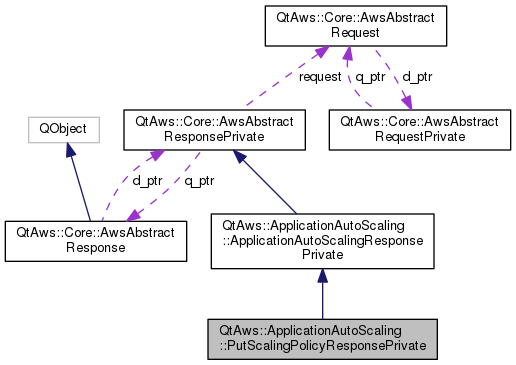 QtAws::Core::AwsAbstract
Request
request
q_ptr
d_ptr
QtAws::Core::AwsAbstract
ResponsePrivate
QtAws::Core::AwsAbstract
RequestPrivate
QObject
d_ptr
q_ptr
QtAws::Core::AwsAbstract
Response
QtAws::ApplicationAutoScaling
::ApplicationAutoScalingResponse
Private
QtAws::ApplicationAutoScaling
::PutScalingPolicyResponsePrivate